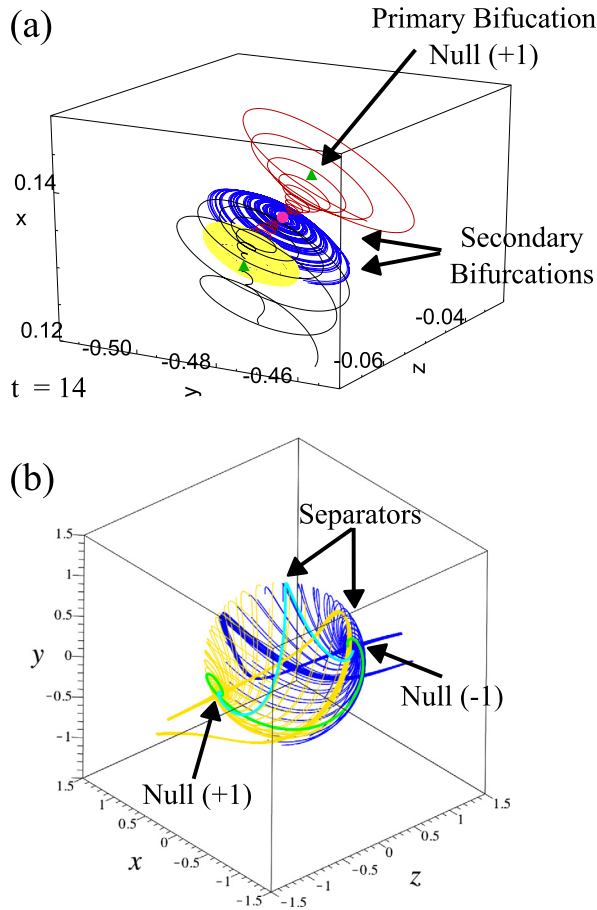 (a)
Primary Bifucation
Null (+1)
0.14
x
Secondary
Bifurcations
0.12
-0.50
-0.48
-0.46
-0.06
-0.04
y
z
t = 14
(b)
Separators
1.5
1
0.5
y
0
-0.5
-1
1.5
Null (-1)
Null (+1)
1
0.5
0
-0.5
-1
-1.5
x
-1.5
-1
-0.5
0
0.5
1
1.5
z